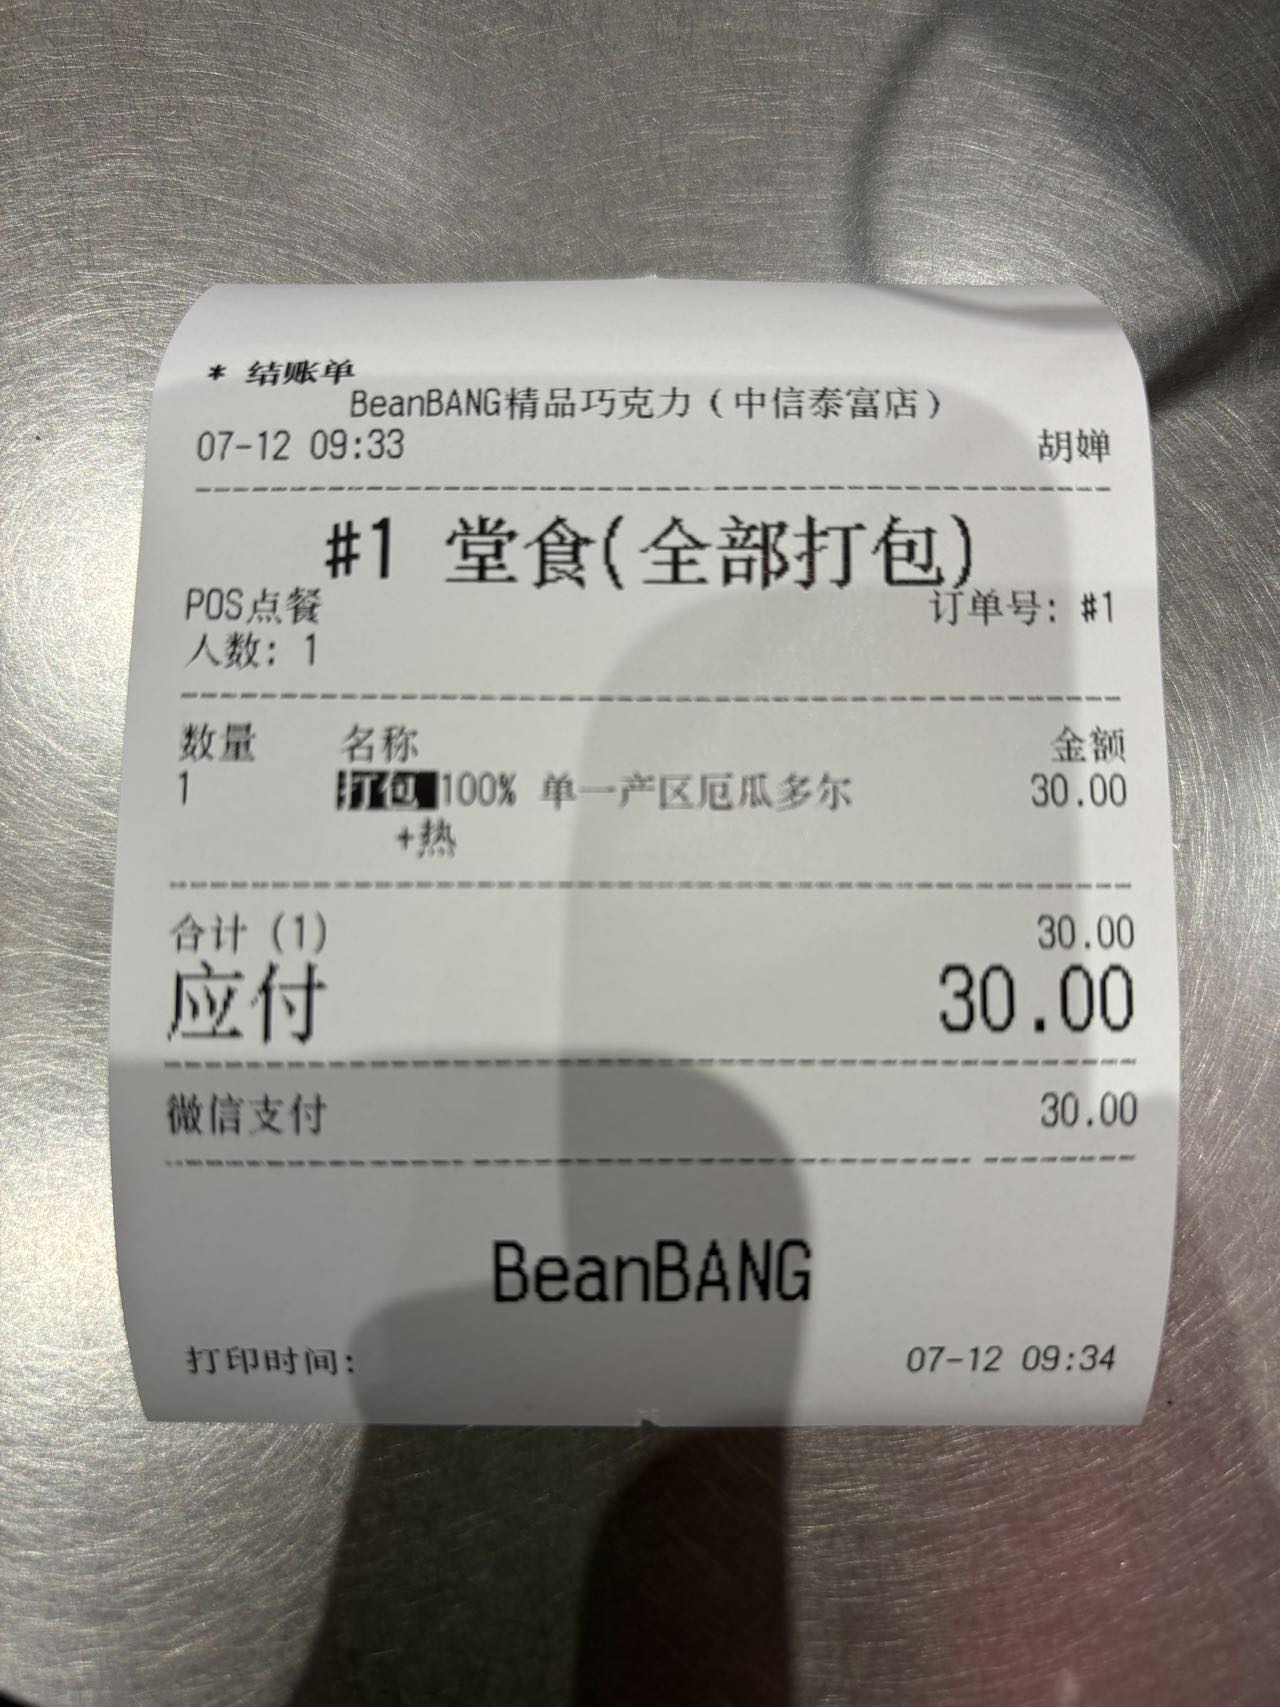 * 结账单
BeanBANG精品巧克力（中信泰富店）
07-12 09:33 胡婵
#1 堂食(全部打包)
POS点餐 订单号: #1
人数: 1
数量 名称 金额
1 打包 100% 单一产区厄瓜多尔 30.00
+热
合计 (1) 30.00
应付 30.00
微信支付 30.00
BeanBANG
打印时间: 07-12 09:34